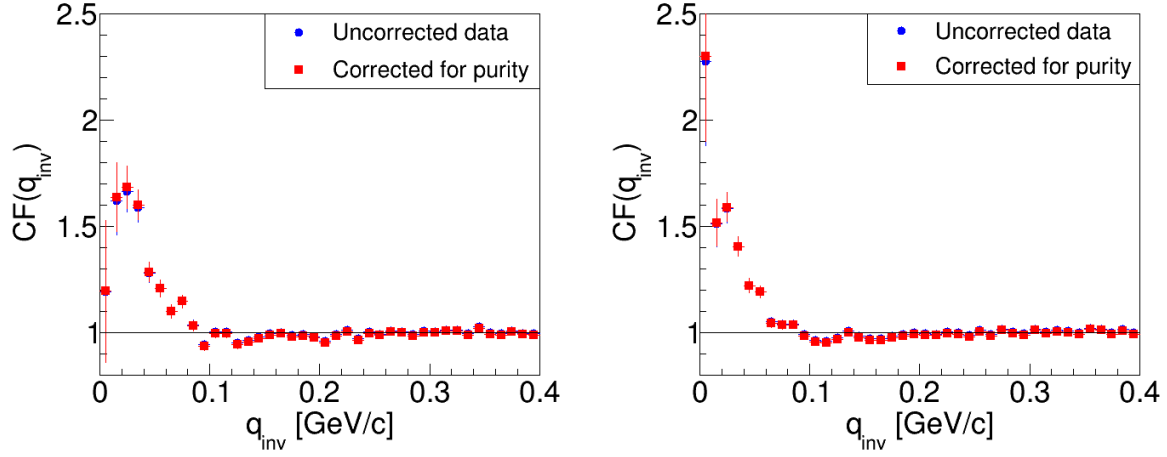 2.5
Uncorrected data
Corrected for purity
2
CF(q_inv)
1.5
1
0 0.1 0.2 0.3 0.4
q_inv [GeV/c]
2.5
Uncorrected data
Corrected for purity
2
CF(q_inv)
1.5
1
0 0.1 0.2 0.3 0.4
q_inv [GeV/c]